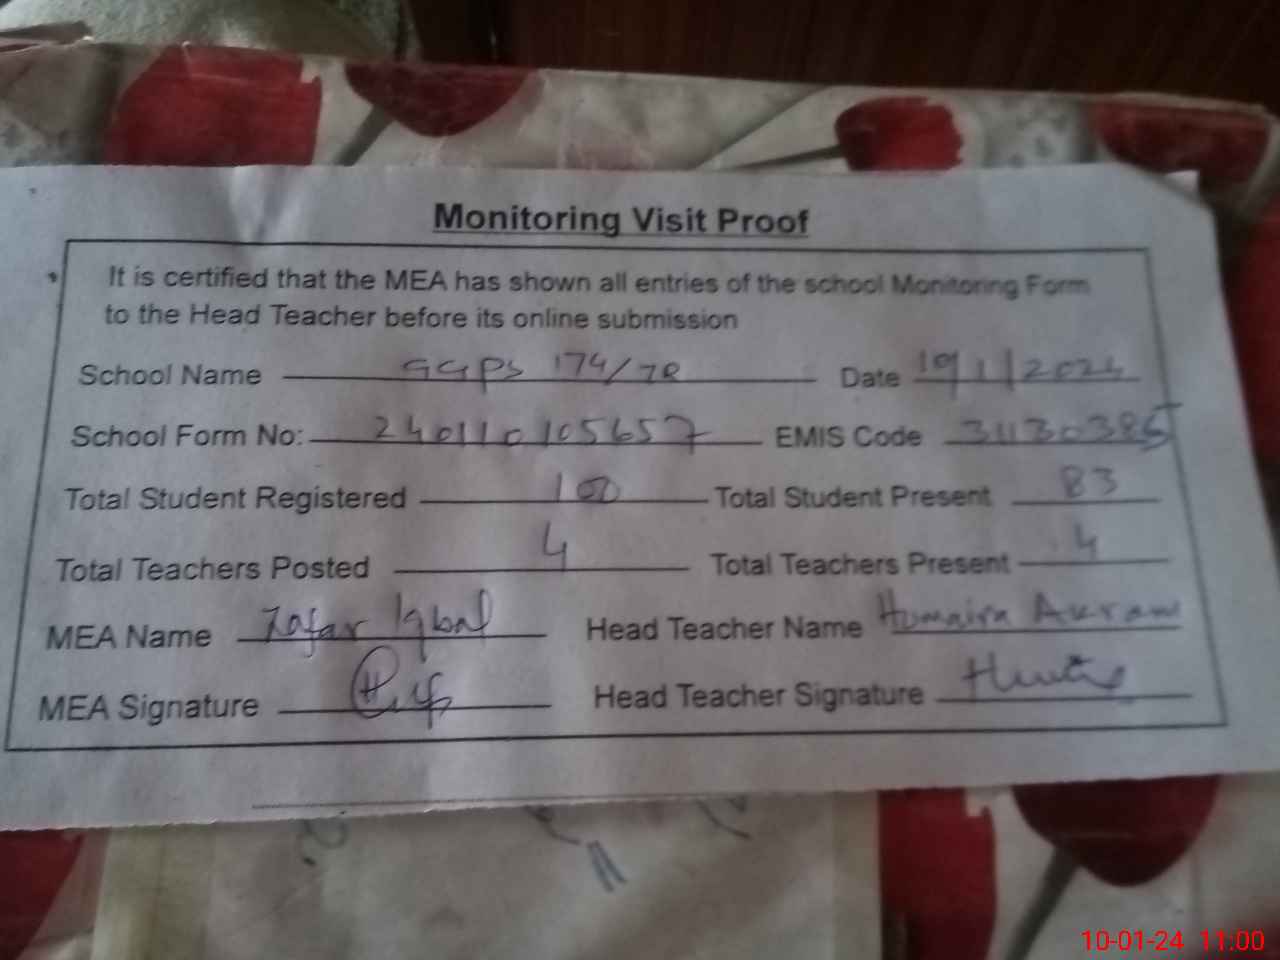 Monitoring Visit Proof
It is certified that the MEA has shown all entries of the school Monitoring Form
to the Head Teacher before its online submission
School Name GGPS 174/7R Date 10/1/2024
School Form No: 240110105657 EMIS Code 31130385
Total Student Registered 100 Total Student Present 83
Total Teachers Posted 4 Total Teachers Present 4
MEA Name Zafar Iqbal Head Teacher Name Humaira Akram
MEA Signature Head Teacher Signature
10-01-24 11:00